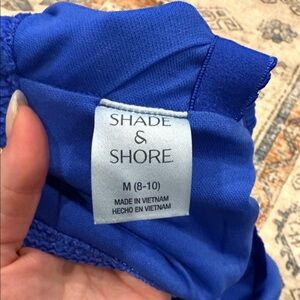 SHADE
&
SHORE
M (8-10)
MADE IN VIETNAM
HECHO EN VIETNAM